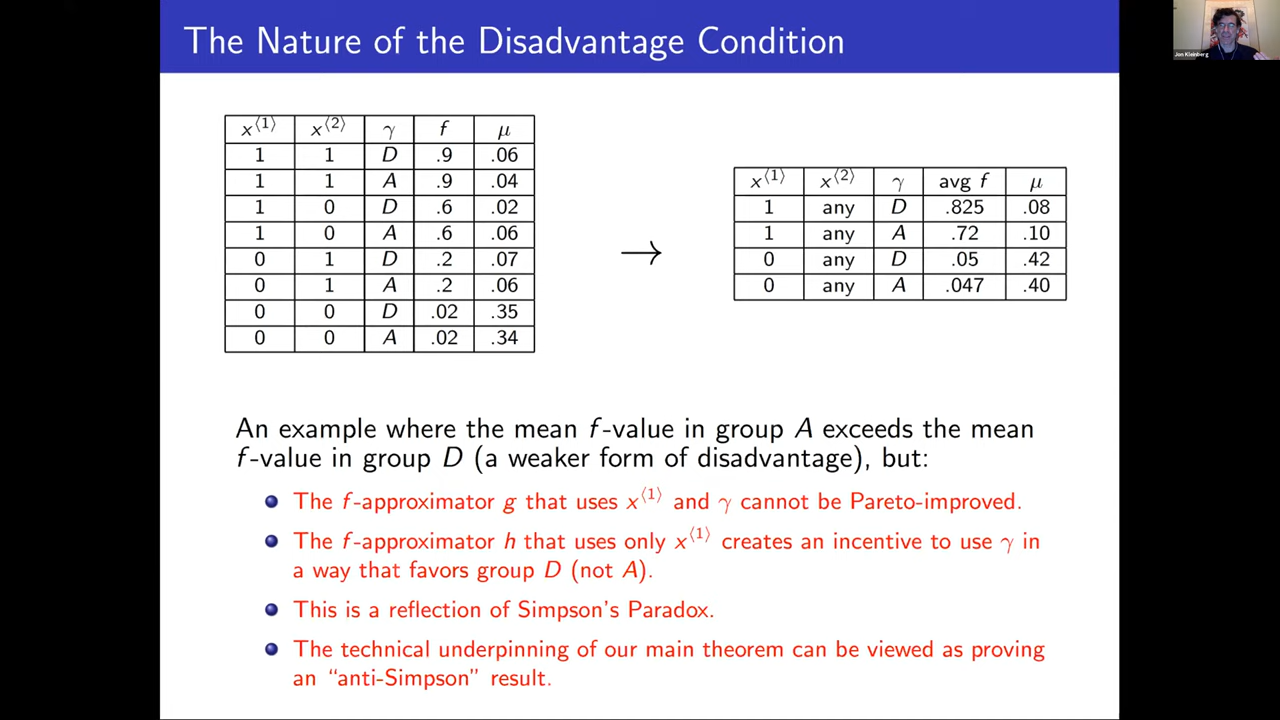 The Nature of the Disadvantage Condition
Jon Kleinberg
x⟨1⟩ x⟨2⟩ γ f μ
1 1 D .9 .06
1 1 A .9 .04
1 0 D .6 .02
1 0 A .6 .06
0 1 D .2 .07
0 1 A .2 .06
0 0 D .02 .35
0 0 A .02 .34
→
x⟨1⟩ x⟨2⟩ γ avg f μ
1 any D .825 .08
1 any A .72 .10
0 any D .05 .42
0 any A .047 .40
An example where the mean f-value in group A exceeds the mean
f-value in group D (a weaker form of disadvantage), but:
The f-approximator g that uses x⟨1⟩ and γ cannot be Pareto-improved.
The f-approximator h that uses only x⟨1⟩ creates an incentive to use γ in
a way that favors group D (not A).
This is a reflection of Simpson's Paradox.
The technical underpinning of our main theorem can be viewed as proving
an “anti-Simpson” result.